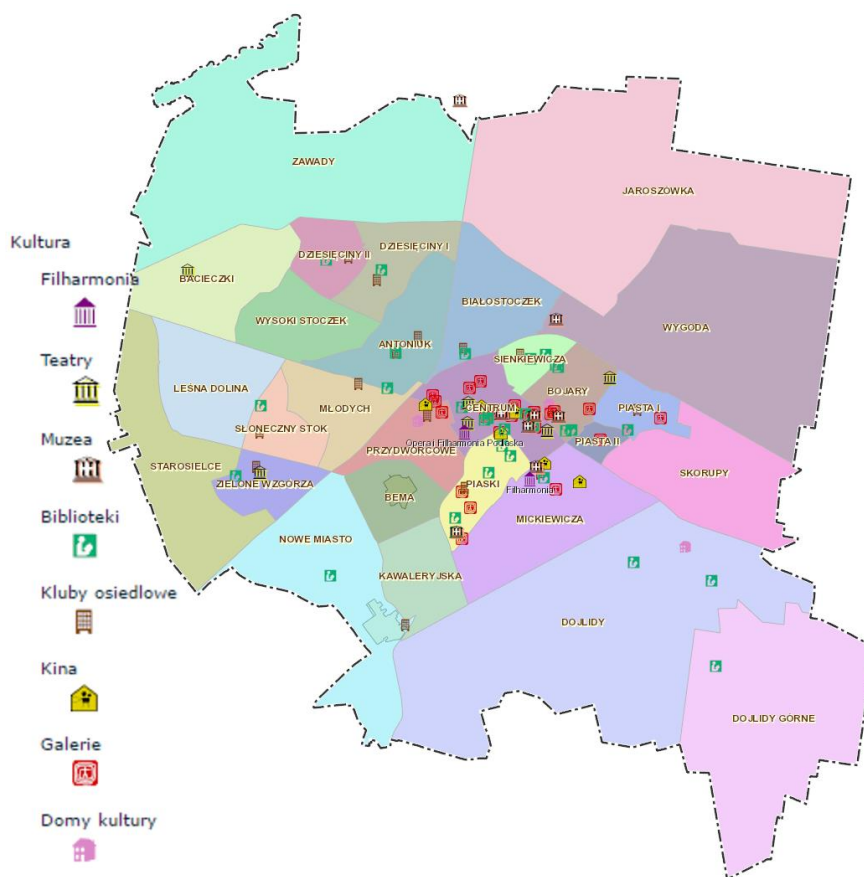 ZAWADY
JAROSZÓWKA
Kultura
Filharmonia
Teatry
Muzea
Biblioteki
Kluby osiedlowe
Kina
Galerie
Domy kultury
DZIESIĘCINY I
DZIESIĘCINY II
BACIECZKI
BIAŁOSTOCZEK
WYSOKI STOCZEK
WYGODA
ANTONIUK
SIENKIEWICZA
LEŚNA DOLINA
BOJARY
MŁODYCH
CENTRUM
PIASTA I
SŁONECZNY STOK
PIASTA II
Opera i Filharmonia Podlaska
PRZYDWORCOWE
STAROSIELCE
SKORUPY
ZIELONE WZGÓRZA
PIASKI
Filharmonia
BEMA
MICKIEWICZA
NOWE MIASTO
KAWALERYJSKA
DOJLIDY
DOJLIDY GÓRNE